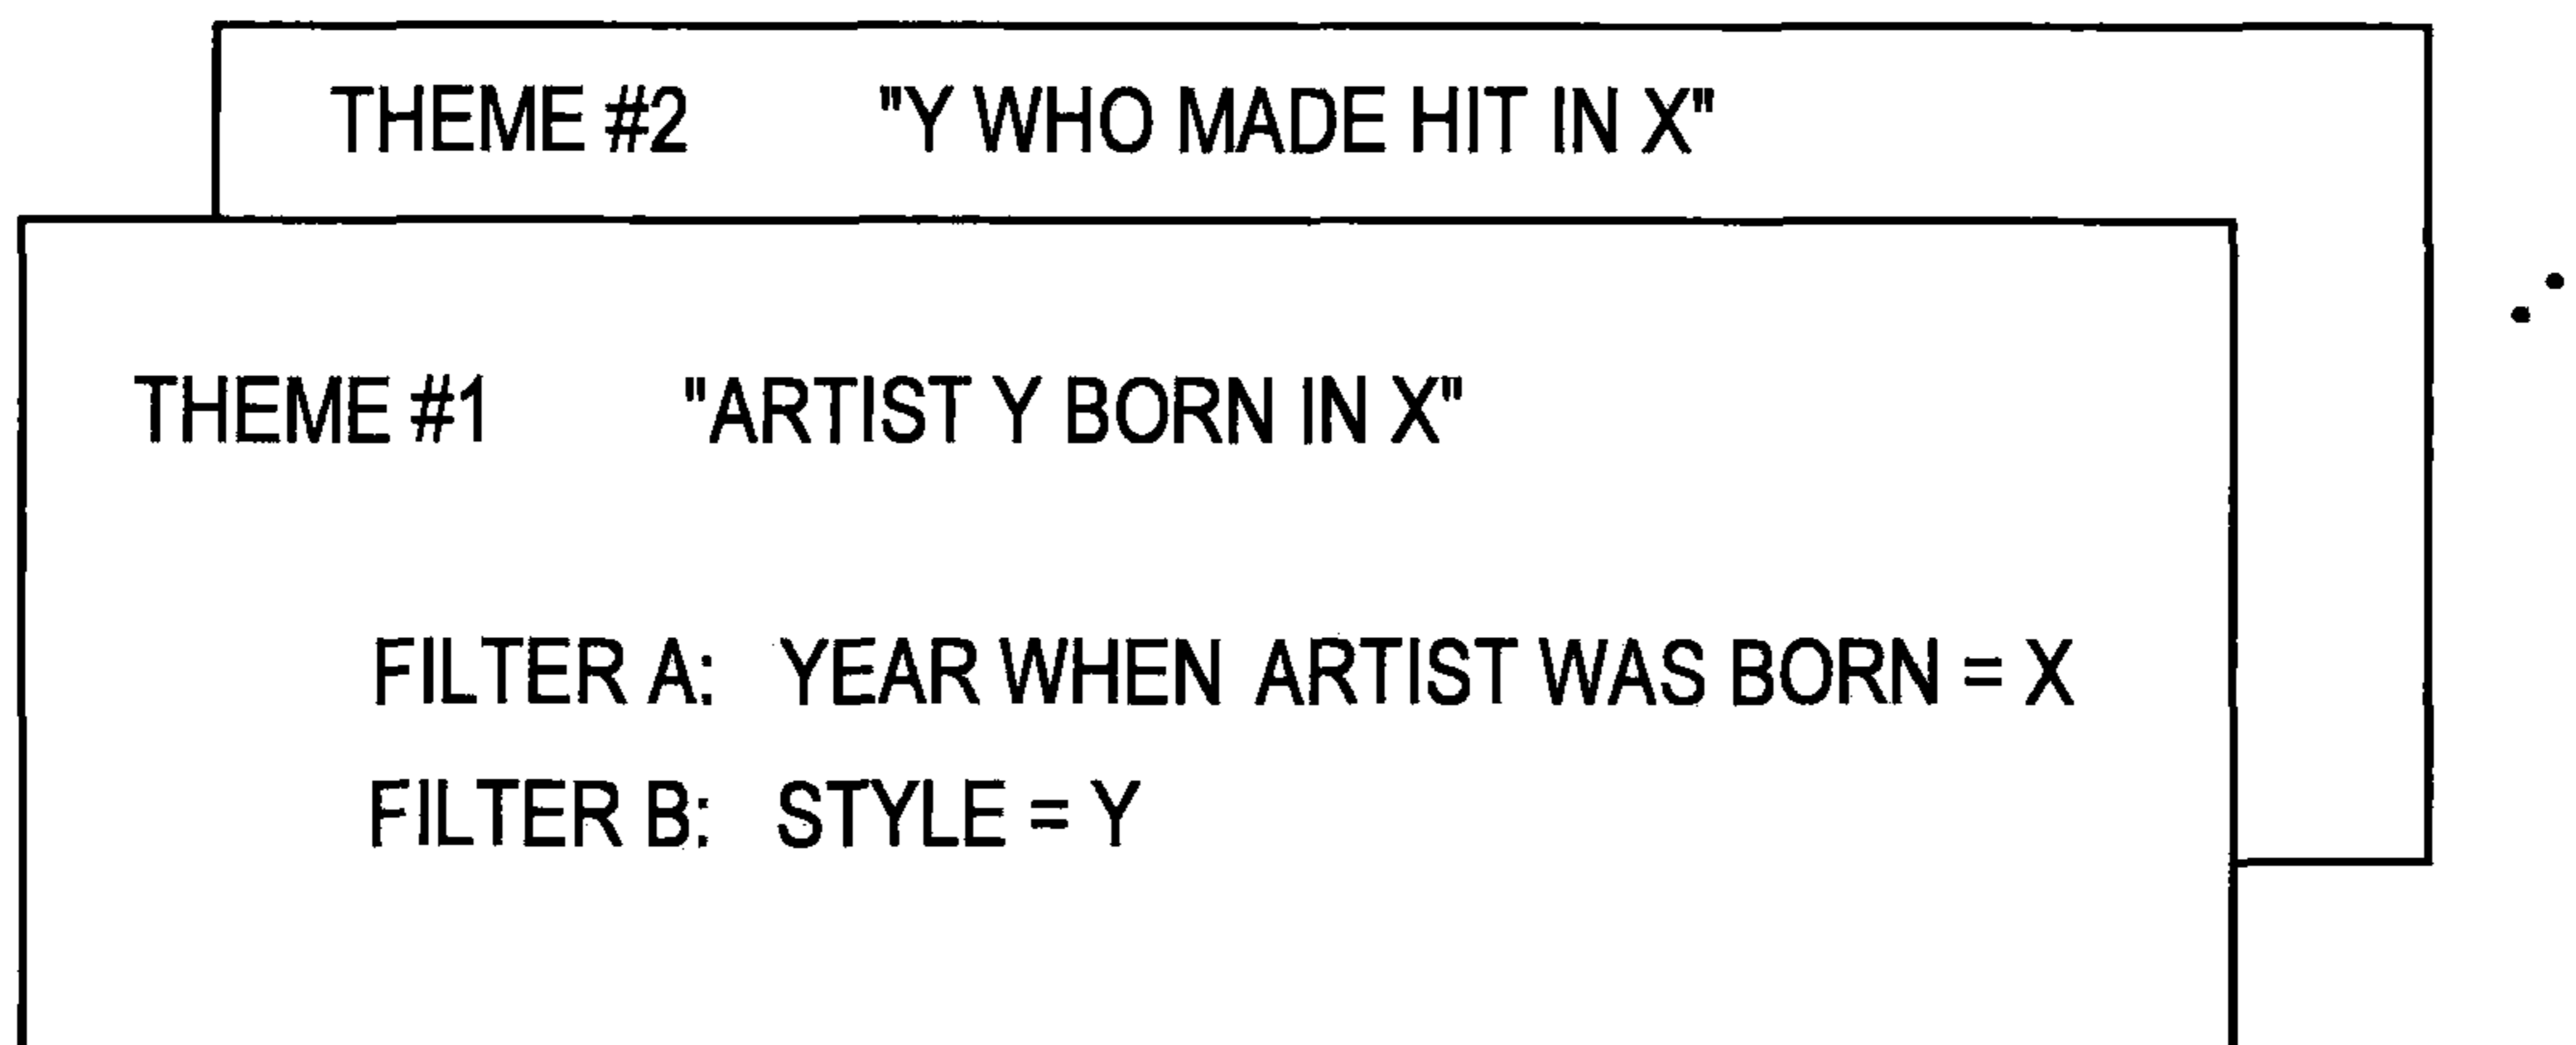 THEME #2 "Y WHO MADE HIT IN X"
THEME #1 "ARTIST Y BORN IN X"
FILTER A: YEAR WHEN ARTIST WAS BORN = X
FILTER B: STYLE = Y